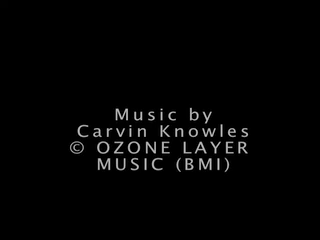 Music by
Carvin Knowles
© OZONE LAYER
MUSIC (BMI)